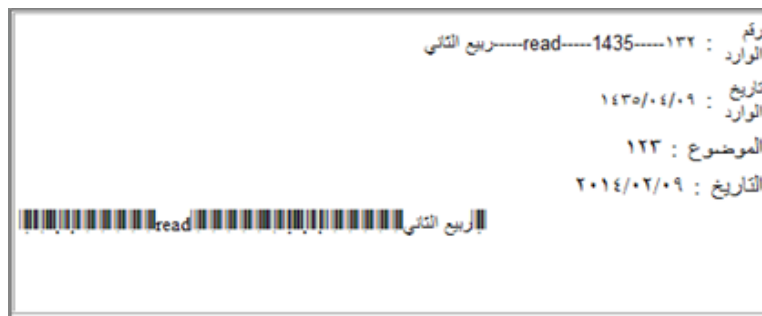 رقم الوارد : ١٣٢-----1435-----read-----ربيع الثاني
تاريخ الوارد : ١٤٣٥/٠٤/٠٩
الموضوع : ١٢٣
التاريخ : ٢٠١٤/٠٢/٠٩
ربيع الثاني read